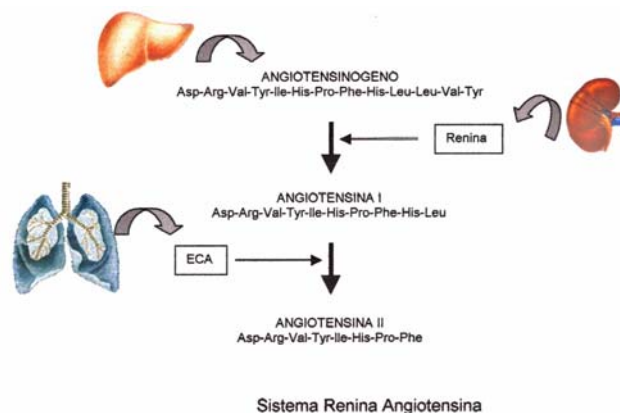 ANGIOTENSINOGENO
Asp-Arg-Val-Tyr-Ile-His-Pro-Phe-His-Leu-Leu-Val-Tyr
Renina
ANGIOTENSINA I
Asp-Arg-Val-Tyr-Ile-His-Pro-Phe-His-Leu
ECA
ANGIOTENSINA II
Asp-Arg-Val-Tyr-Ile-His-Pro-Phe
Sistema Renina Angiotensina